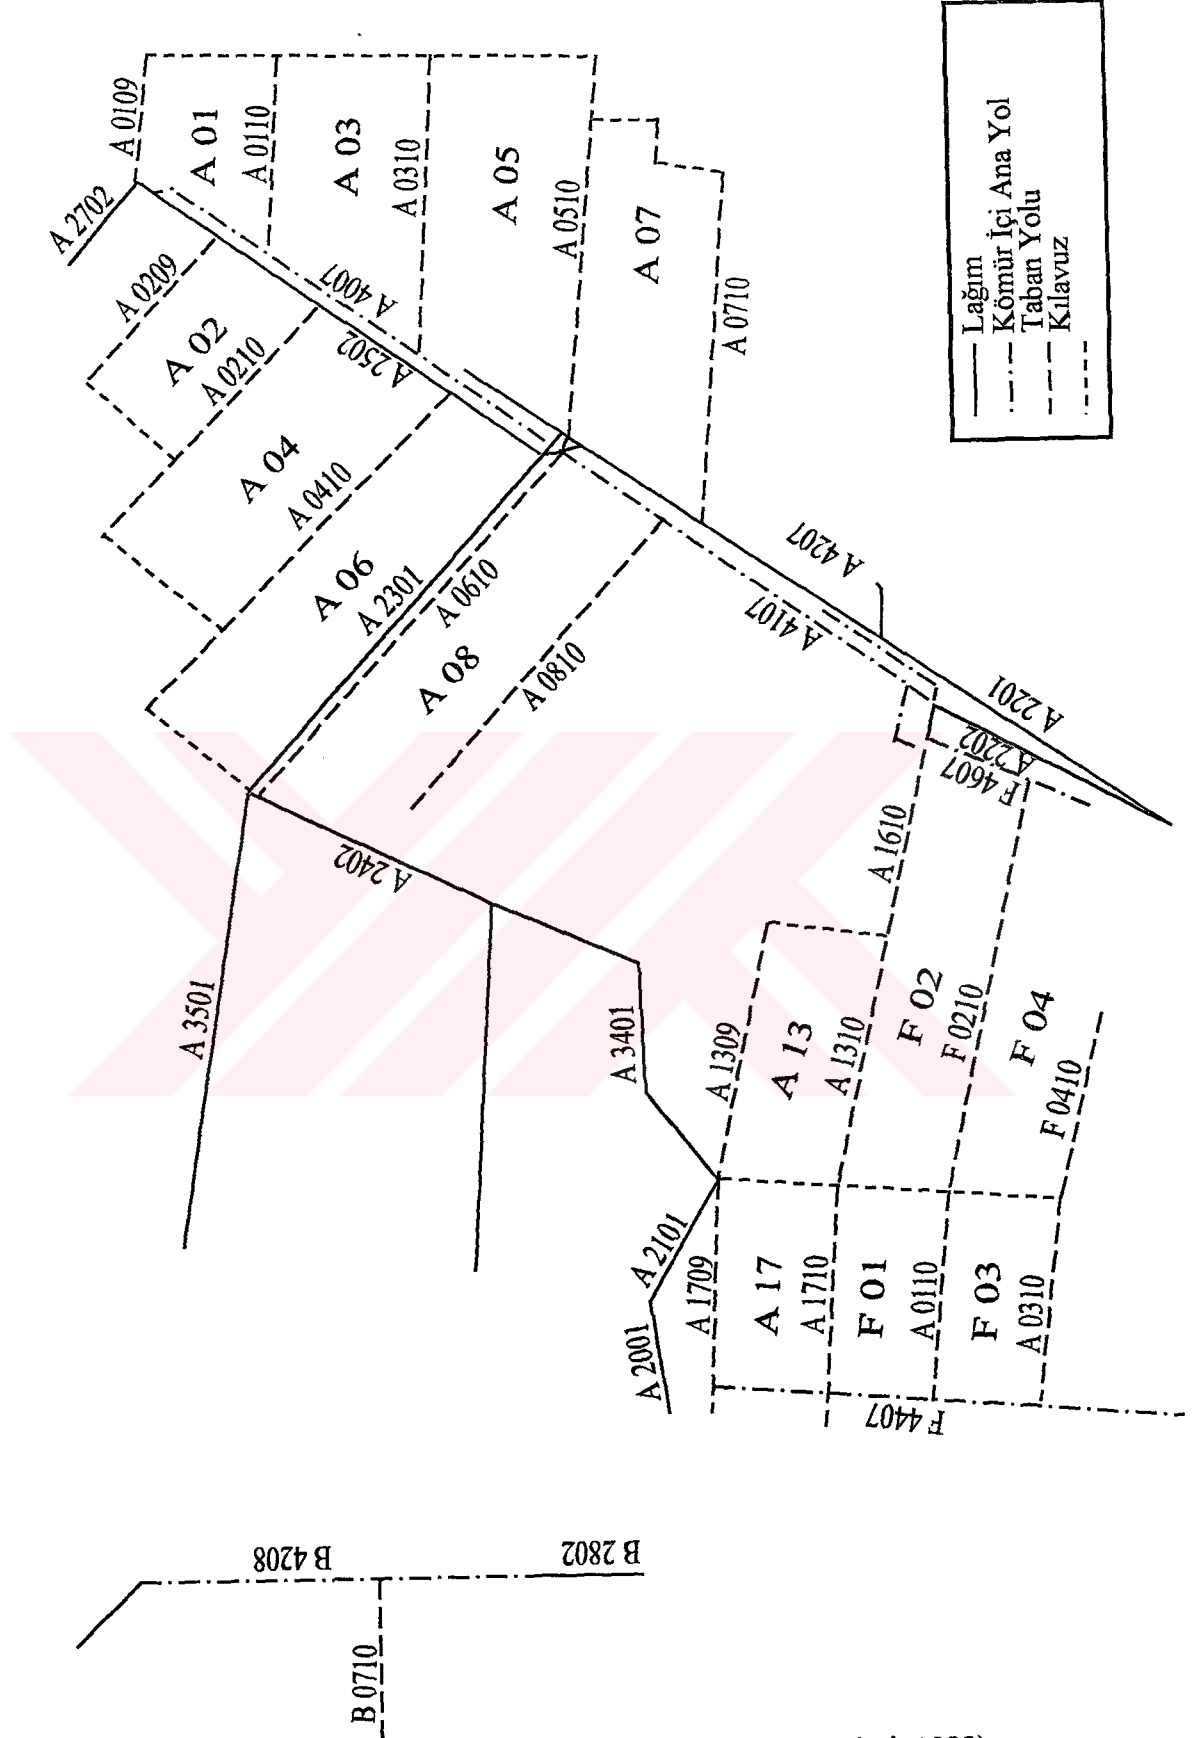 A 2702
A 0109
A 01
A 0110
A 03
A 0310
A 05
A 0510
A 07
A 0710
A 0209
A 02
A 0210
A 4007
A 2502
A 04
A 0410
A 06
A 2301
A 0610
A 08
A 0810
A 4207
A 4107
A 2201
A 2202
F 4607
A 1610
A 2402
A 3501
A 3401
A 1309
A 13
A 1310
F 02
F 0210
F 04
F 0410
A 2101
A 2001
A 1709
A 17
A 1710
F 01
A 0110
F 03
A 0310
F 4407
B 4208
B 2802
B 0710
Lağım
Kömür İçi Ana Yol
Taban Yolu
Kılavuz